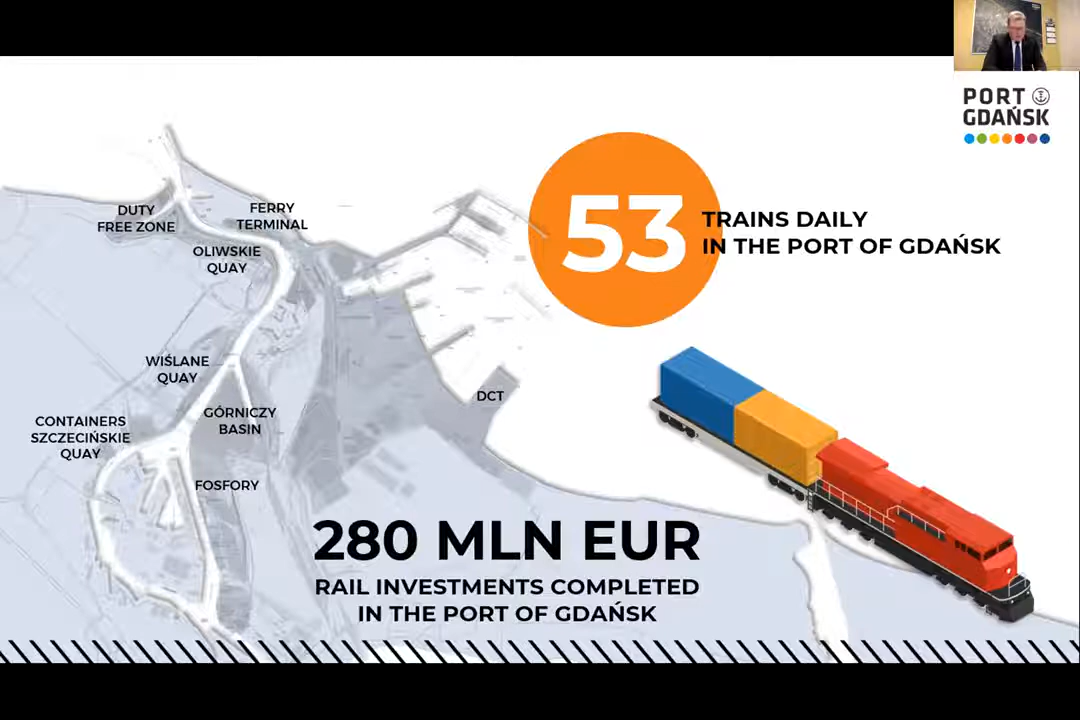 PORT
GDAŃSK
53
TRAINS DAILY
IN THE PORT OF GDAŃSK
DUTY
FREE ZONE
FERRY
TERMINAL
OLIWSKIE
QUAY
WIŚLANE
QUAY
DCT
CONTAINERS
SZCZECIŃSKIE
QUAY
GÓRNICZY
BASIN
FOSFORY
280 MLN EUR
RAIL INVESTMENTS COMPLETED
IN THE PORT OF GDAŃSK